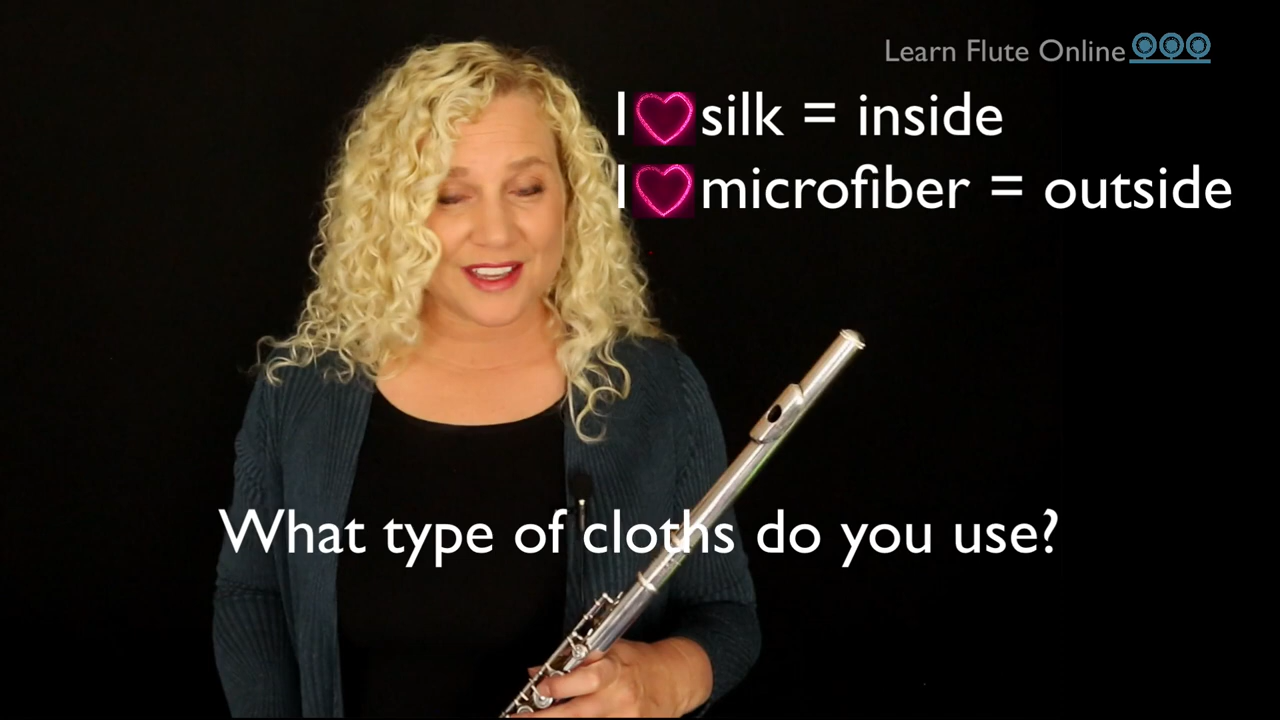 Learn Flute Online
I silk = inside
I microfiber = outside
What type of cloths do you use?